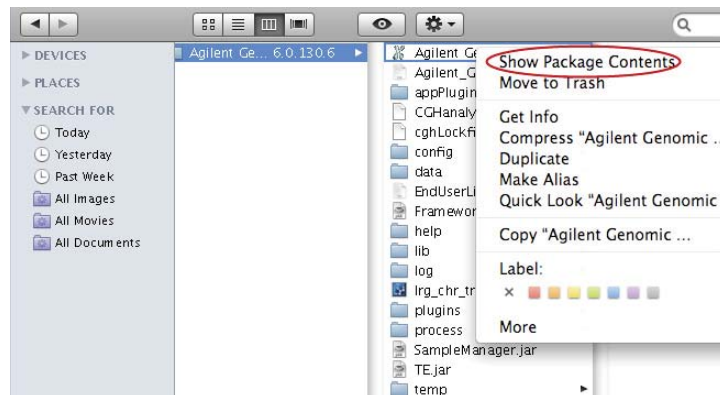 DEVICES
PLACES
SEARCH FOR
Today
Yesterday
Past Week
All Images
All Movies
All Documents
Agilent Ge... 6.0.130.6
Agilent Ge
Agilent_G
appPlugin
CGHanaly
cghLockfi
config
data
EndUserLi
Framewor
help
lib
log
lrg_chr_tr
plugins
process
SampleManager.jar
TE.jar
temp
Show Package Contents
Move to Trash
Get Info
Compress "Agilent Genomic ...
Duplicate
Make Alias
Quick Look "Agilent Genomic
Copy "Agilent Genomic ...
Label:
×
More